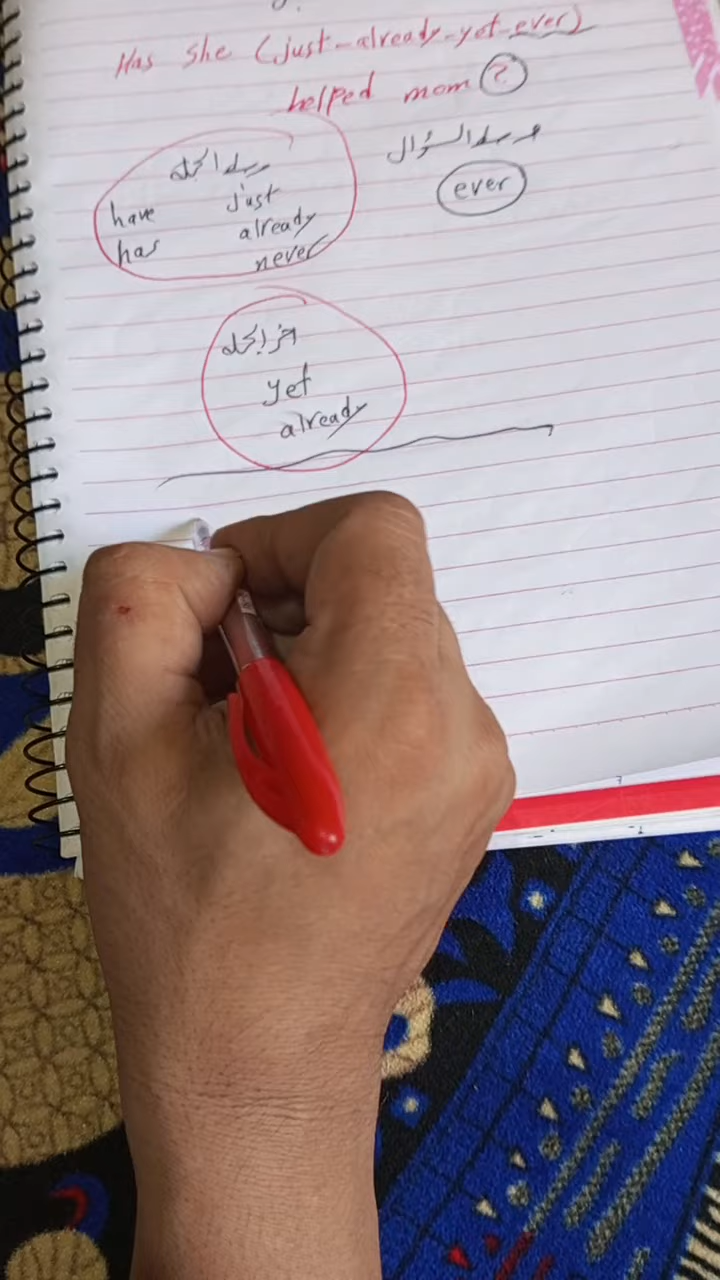 Has she (just-already-yet-ever)
helped mom ?
وسط الجملة
have just
has already
never
وسط السؤال
ever
اخر الجملة
yet
already